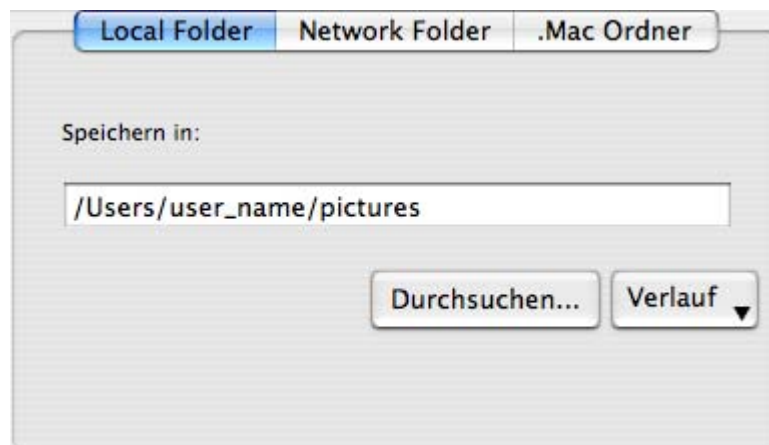 Local Folder Network Folder .Mac Ordner
Speichern in:
/Users/user_name/pictures
Durchsuchen... Verlauf